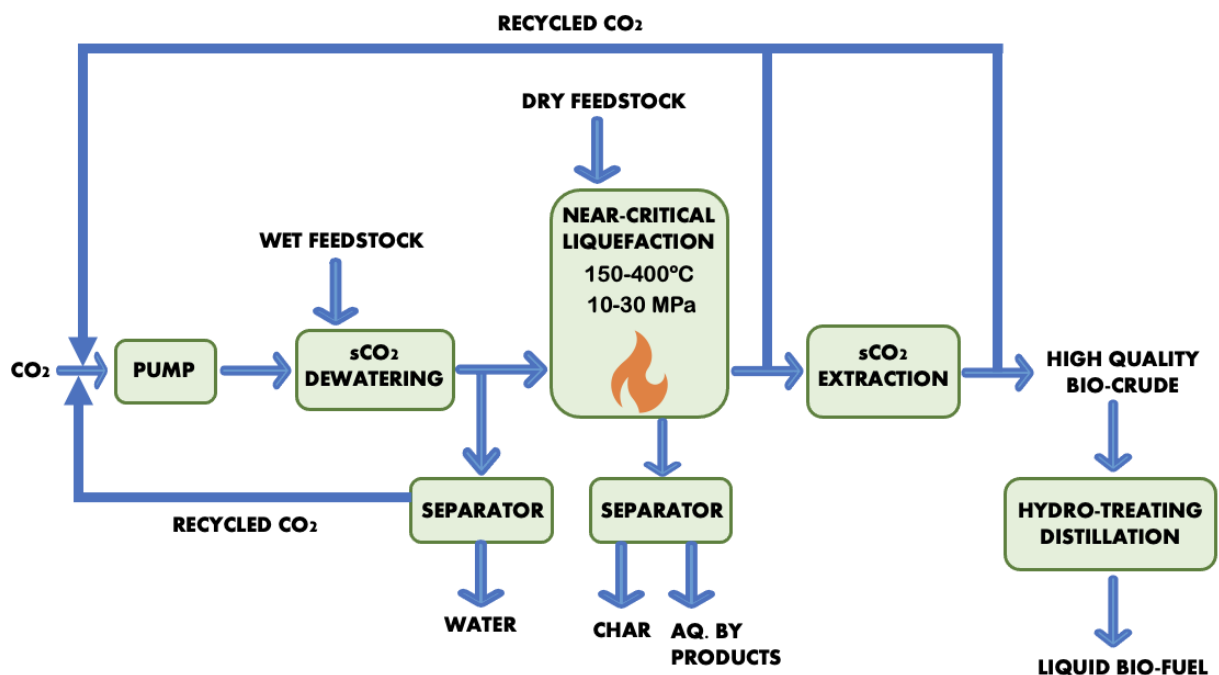 RECYCLED CO₂
DRY FEEDSTOCK
WET FEEDSTOCK
NEAR-CRITICAL
LIQUEFACTION
150-400ºC
10-30 MPa
CO₂
PUMP
sCO₂
DEWATERING
sCO₂
EXTRACTION
HIGH QUALITY
BIO-CRUDE
RECYCLED CO₂
SEPARATOR
SEPARATOR
HYDRO-TREATING
DISTILLATION
WATER
CHAR
AQ. BY
PRODUCTS
LIQUID BIO-FUEL